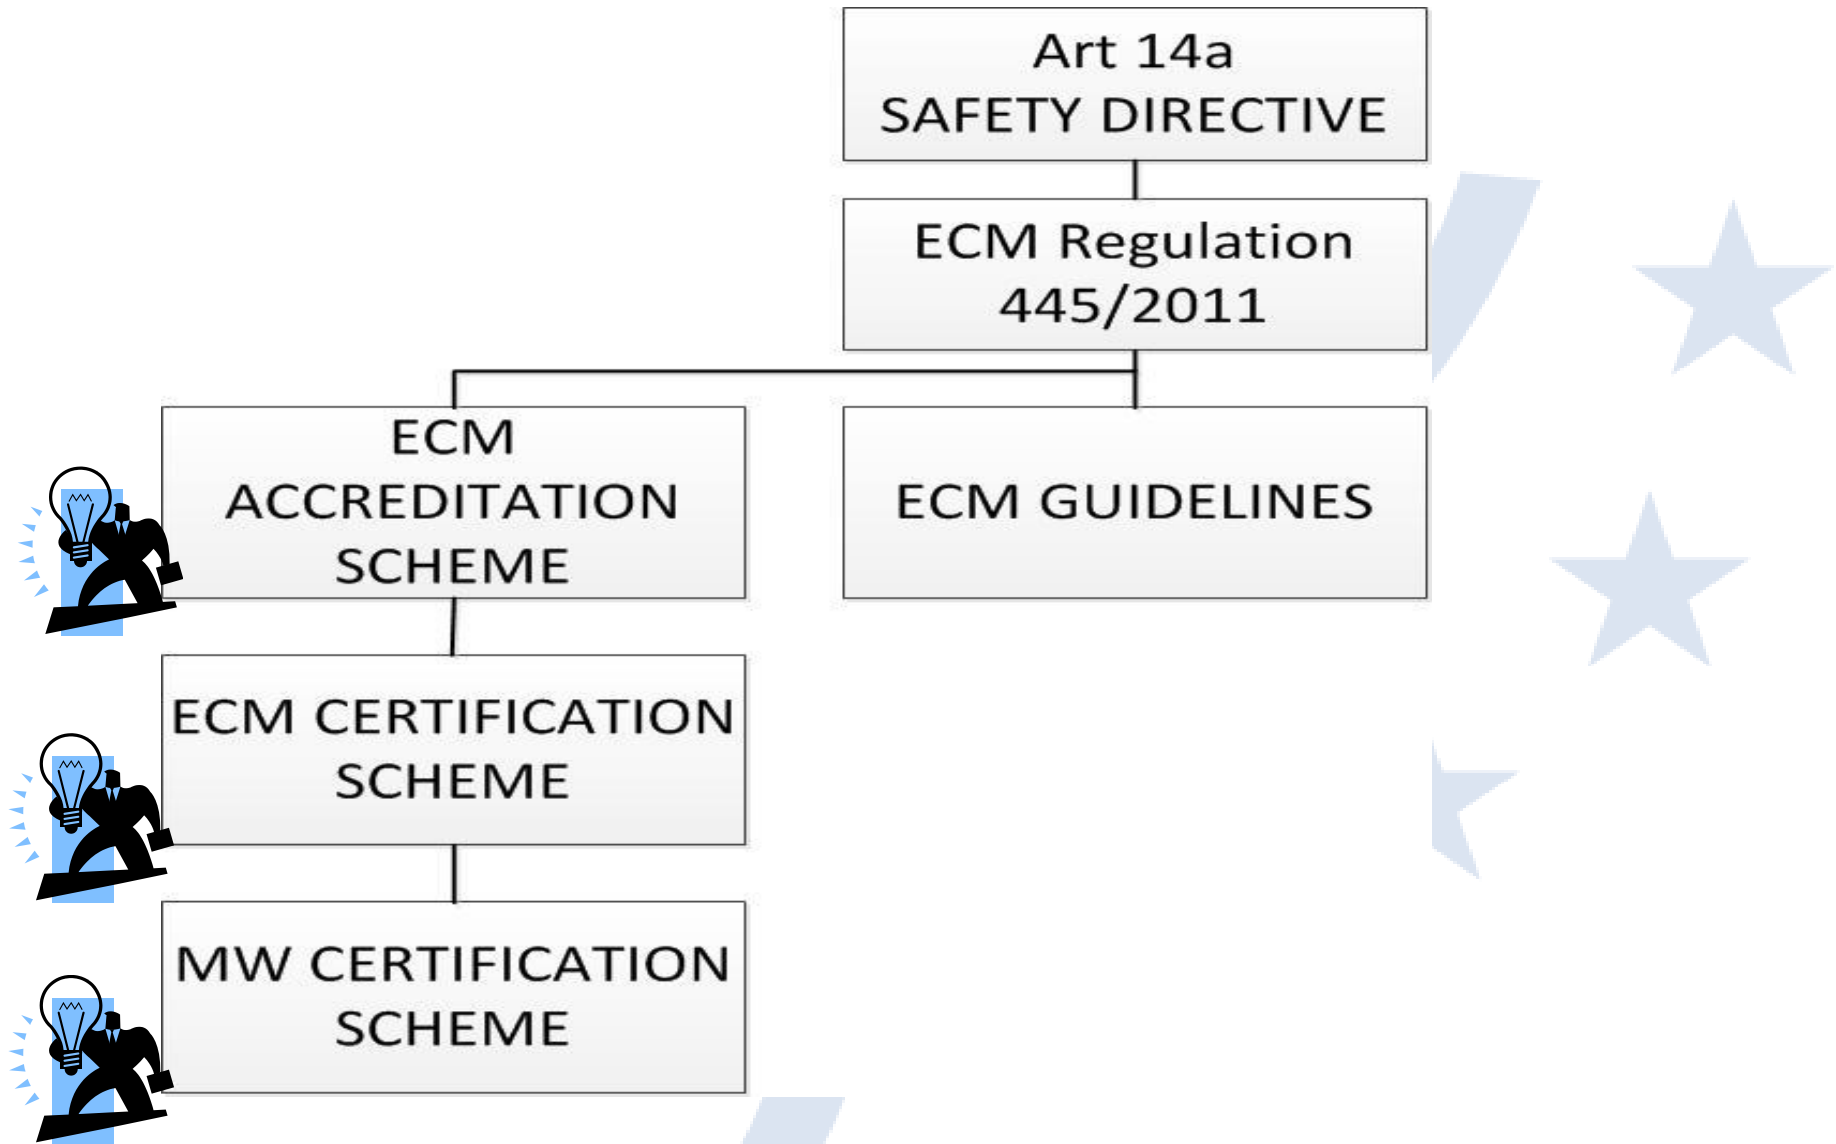 Art 14a
SAFETY DIRECTIVE
ECM Regulation
445/2011
ECM
ACCREDITATION
SCHEME
ECM GUIDELINES
ECM CERTIFICATION
SCHEME
MW CERTIFICATION
SCHEME